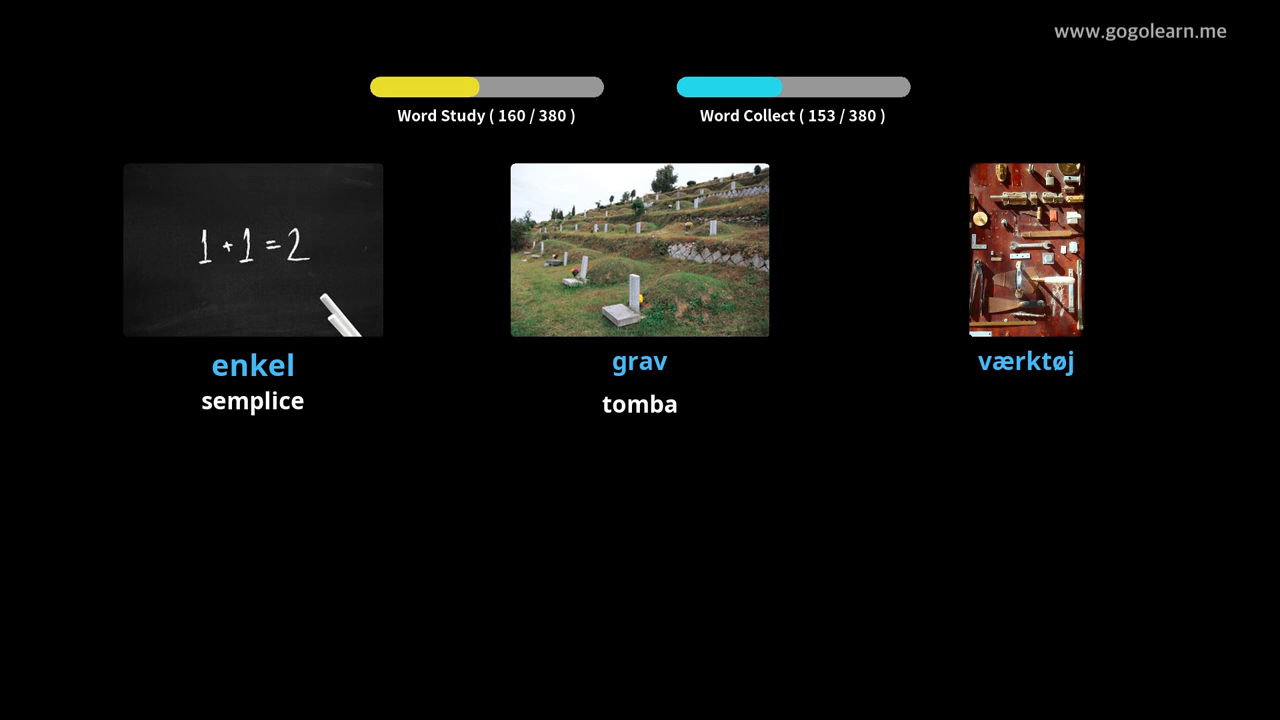 www.gogolearn.me
Word Study ( 160 / 380 )
Word Collect ( 153 / 380 )
1 + 1 = 2
enkel
semplice
grav
tomba
værktøj